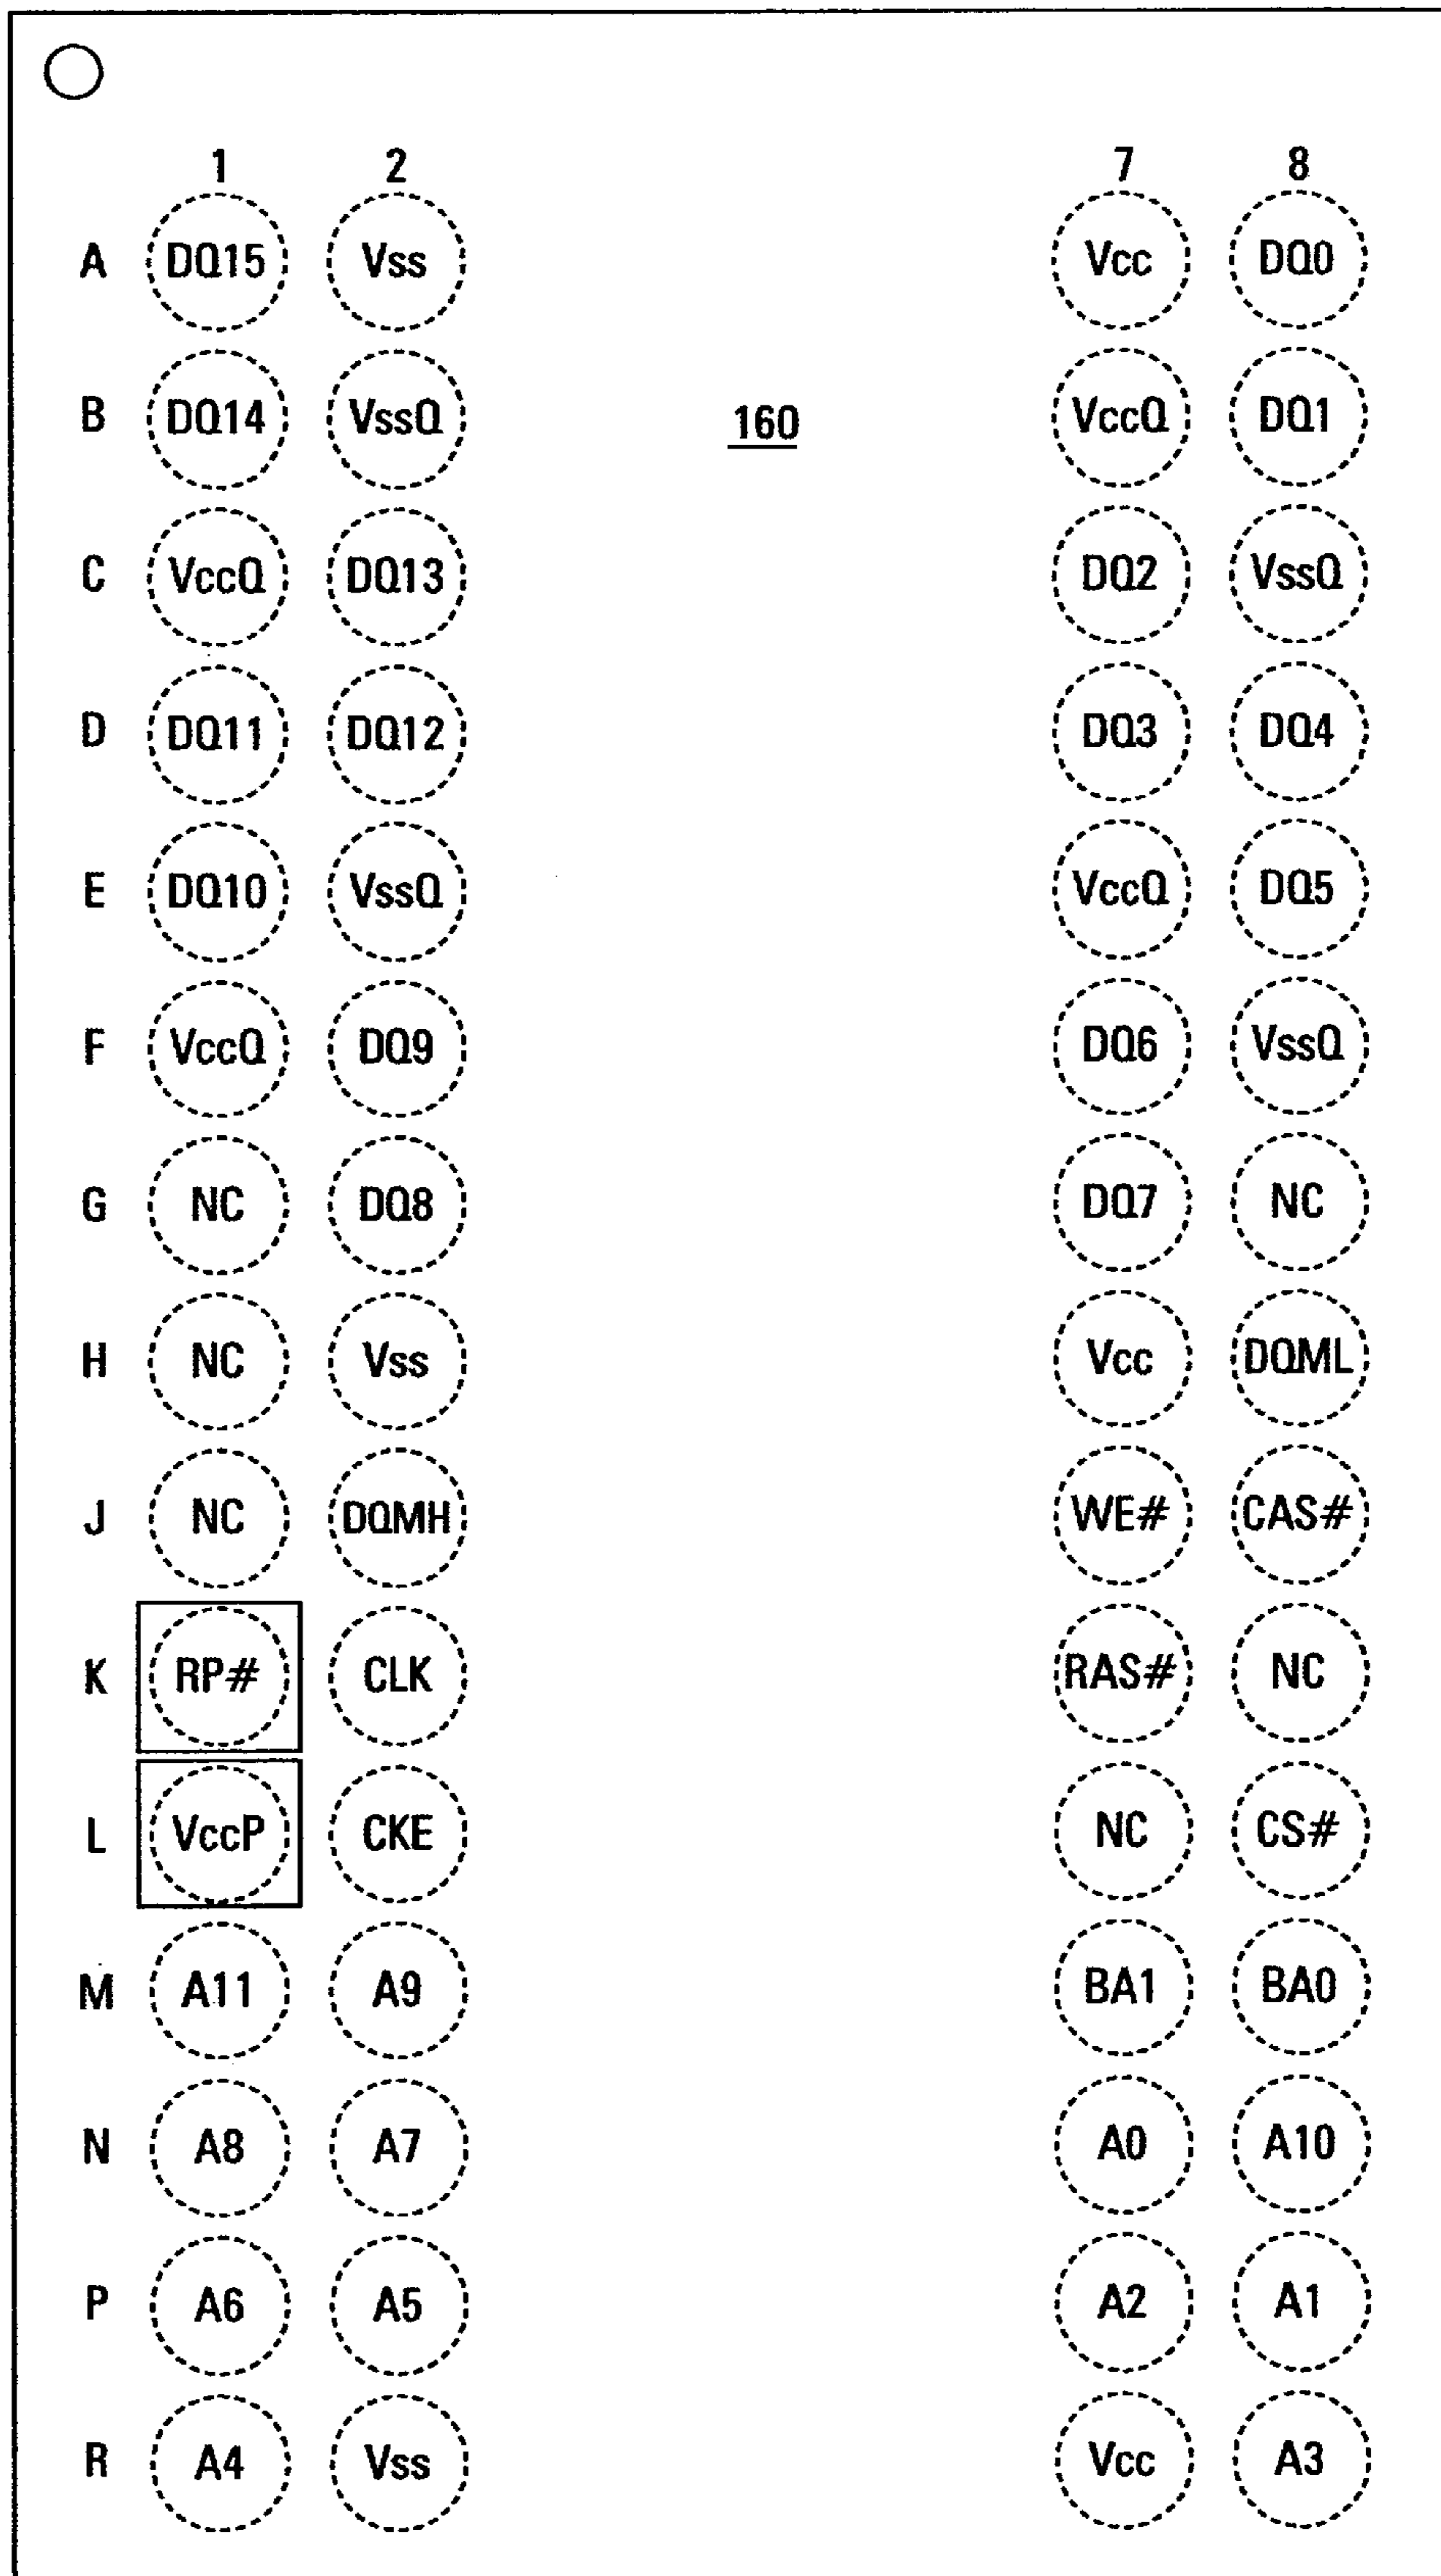 1 2 7 8
A DQ15 Vss Vcc DQ0
B DQ14 VssQ 160 VccQ DQ1
C VccQ DQ13 DQ2 VssQ
D DQ11 DQ12 DQ3 DQ4
E DQ10 VssQ VccQ DQ5
F VccQ DQ9 DQ6 VssQ
G NC DQ8 DQ7 NC
H NC Vss Vcc DQML
J NC DQMH WE# CAS#
K RP# CLK RAS# NC
L VccP CKE NC CS#
M A11 A9 BA1 BA0
N A8 A7 A0 A10
P A6 A5 A2 A1
R A4 Vss Vcc A3